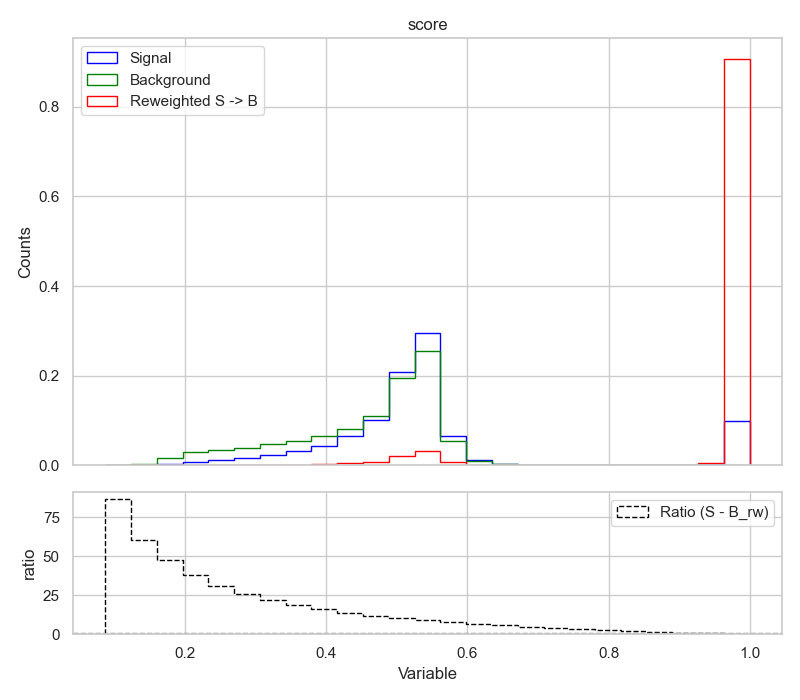 score
Signal
Background
Reweighted S -> B
0.8
0.6
0.4
0.2
0.0
Counts
Ratio (S - B_rw)
75
50
25
0
ratio
0.2 0.4 0.6 0.8 1.0
Variable